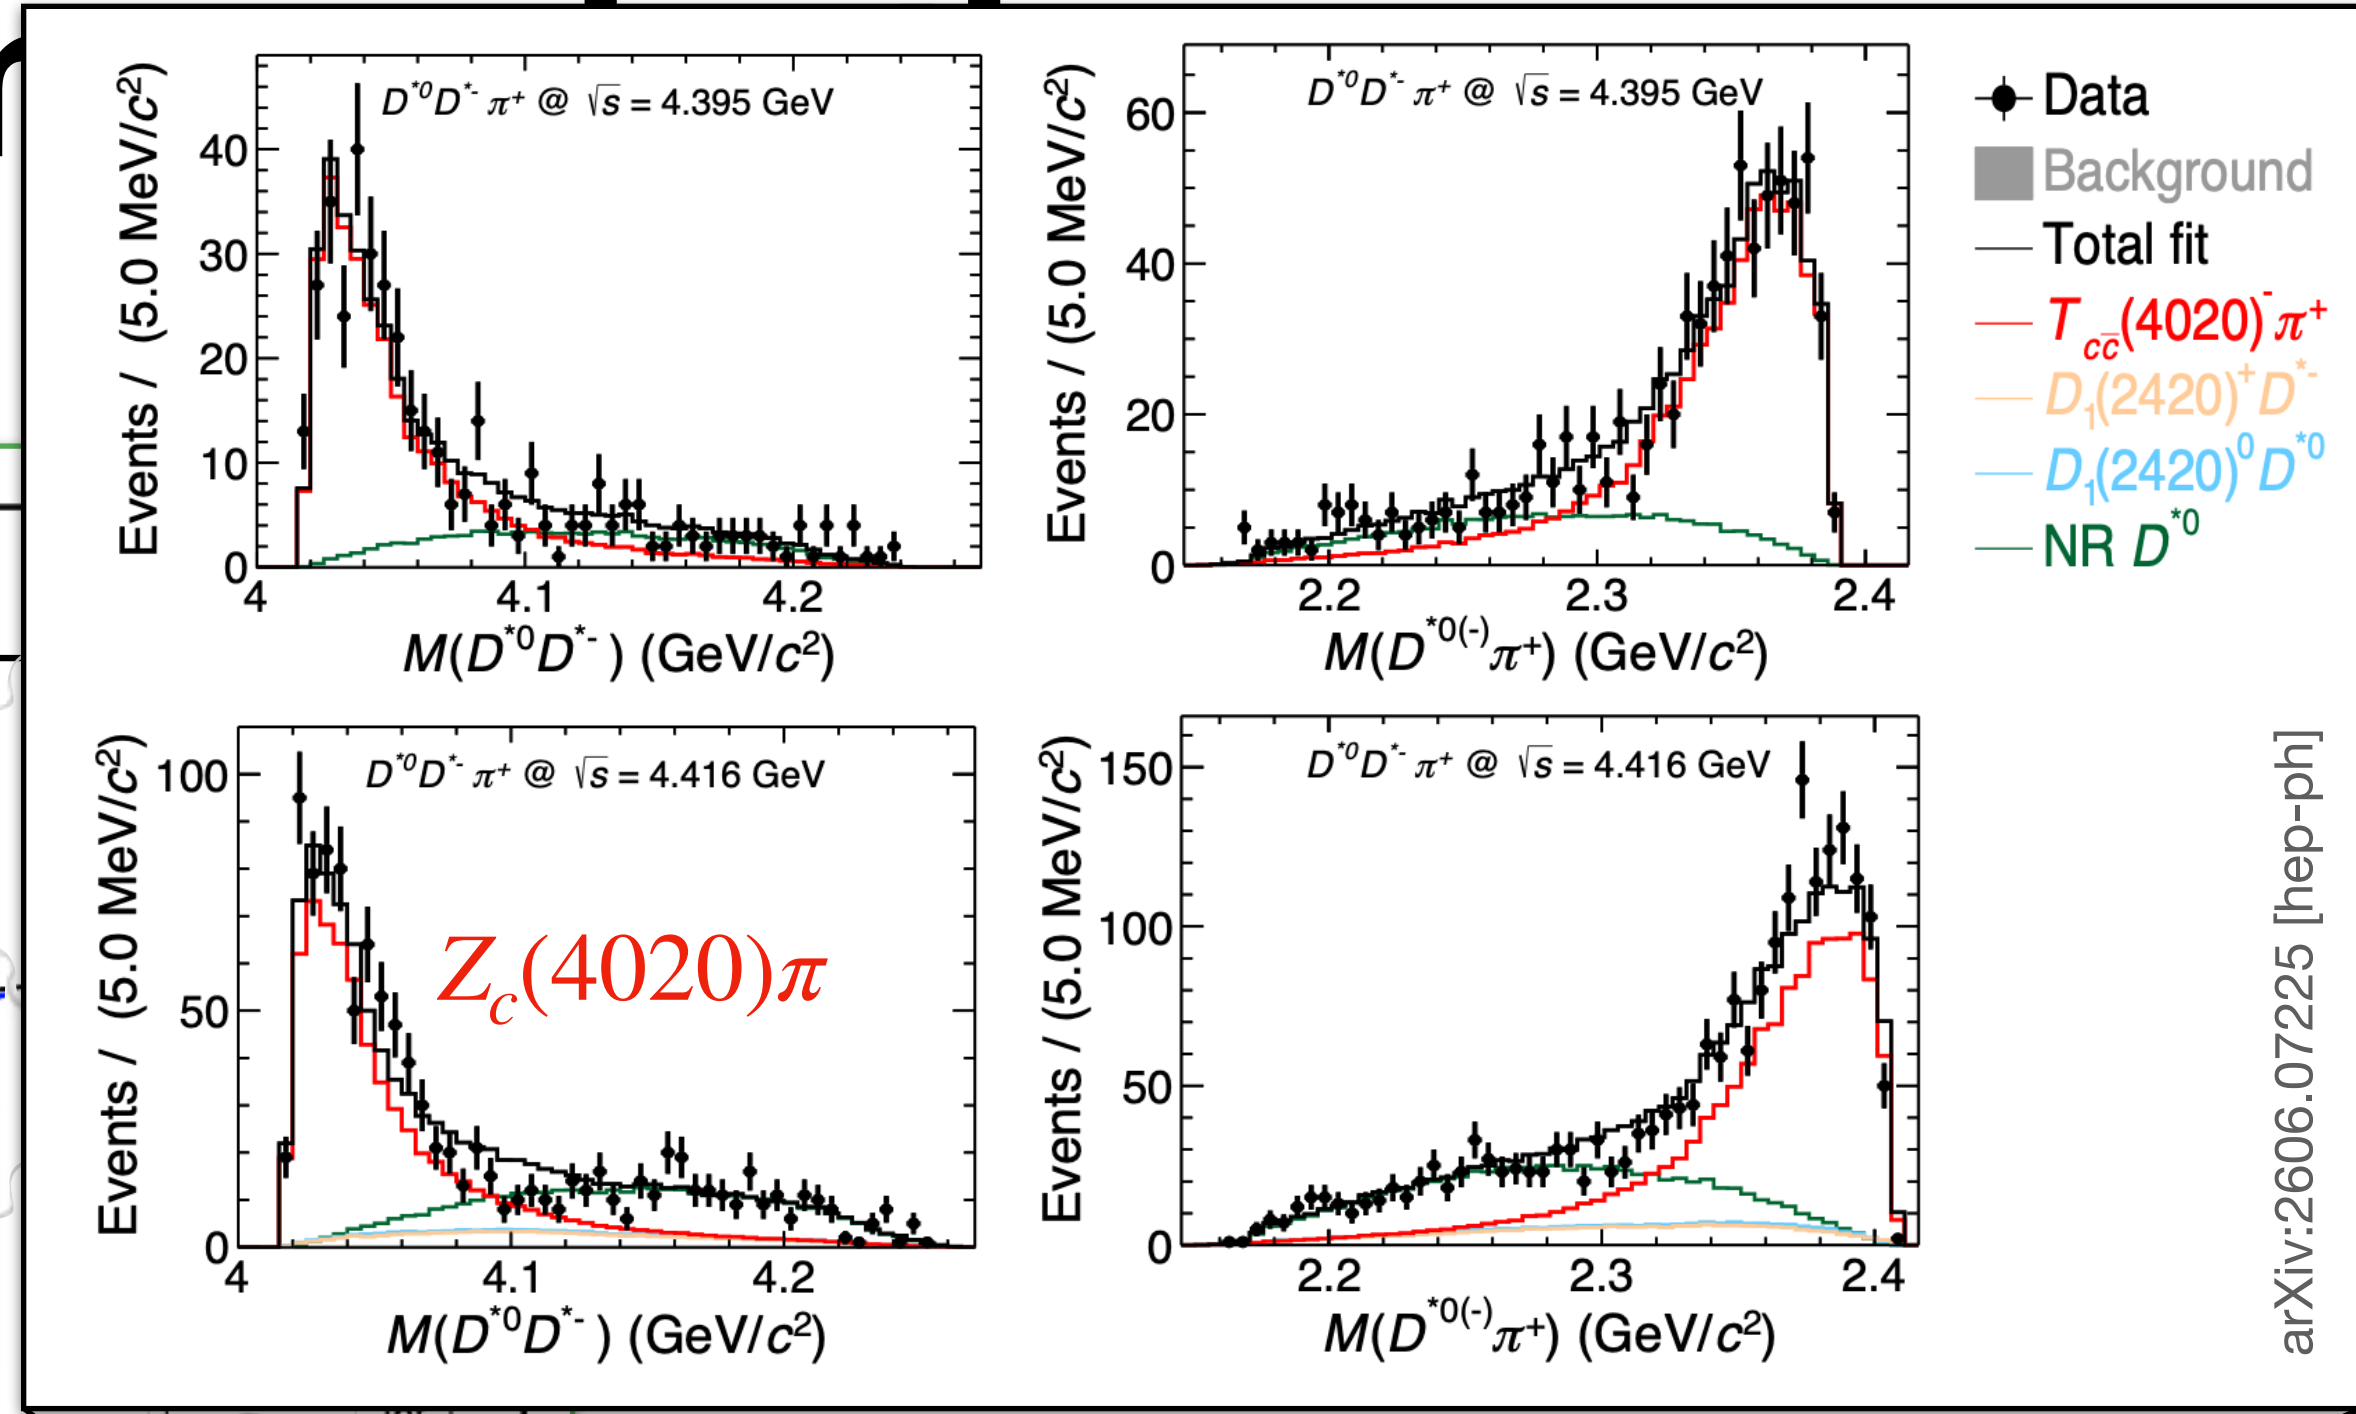 D*0D*- π+ @ √s = 4.395 GeV
Events / (5.0 MeV/c2)
40
30
20
10
0
4
4.1
4.2
M(D*0D*-) (GeV/c2)
D*0D*- π+ @ √s = 4.395 GeV
Events / (5.0 MeV/c2)
60
40
20
0
2.2
2.3
2.4
M(D*0(-)π+) (GeV/c2)
Data
Background
Total fit
Tcc̄(4020)-π+
D1(2420)+D*-
D1(2420)0D*0
NR D*0
D*0D*- π+ @ √s = 4.416 GeV
Events / (5.0 MeV/c2)
100
50
0
4
4.1
4.2
Zc(4020)π
M(D*0D*-) (GeV/c2)
D*0D*- π+ @ √s = 4.416 GeV
Events / (5.0 MeV/c2)
150
100
50
0
2.2
2.3
2.4
M(D*0(-)π+) (GeV/c2)
arXiv:2606.07225 [hep-ph]